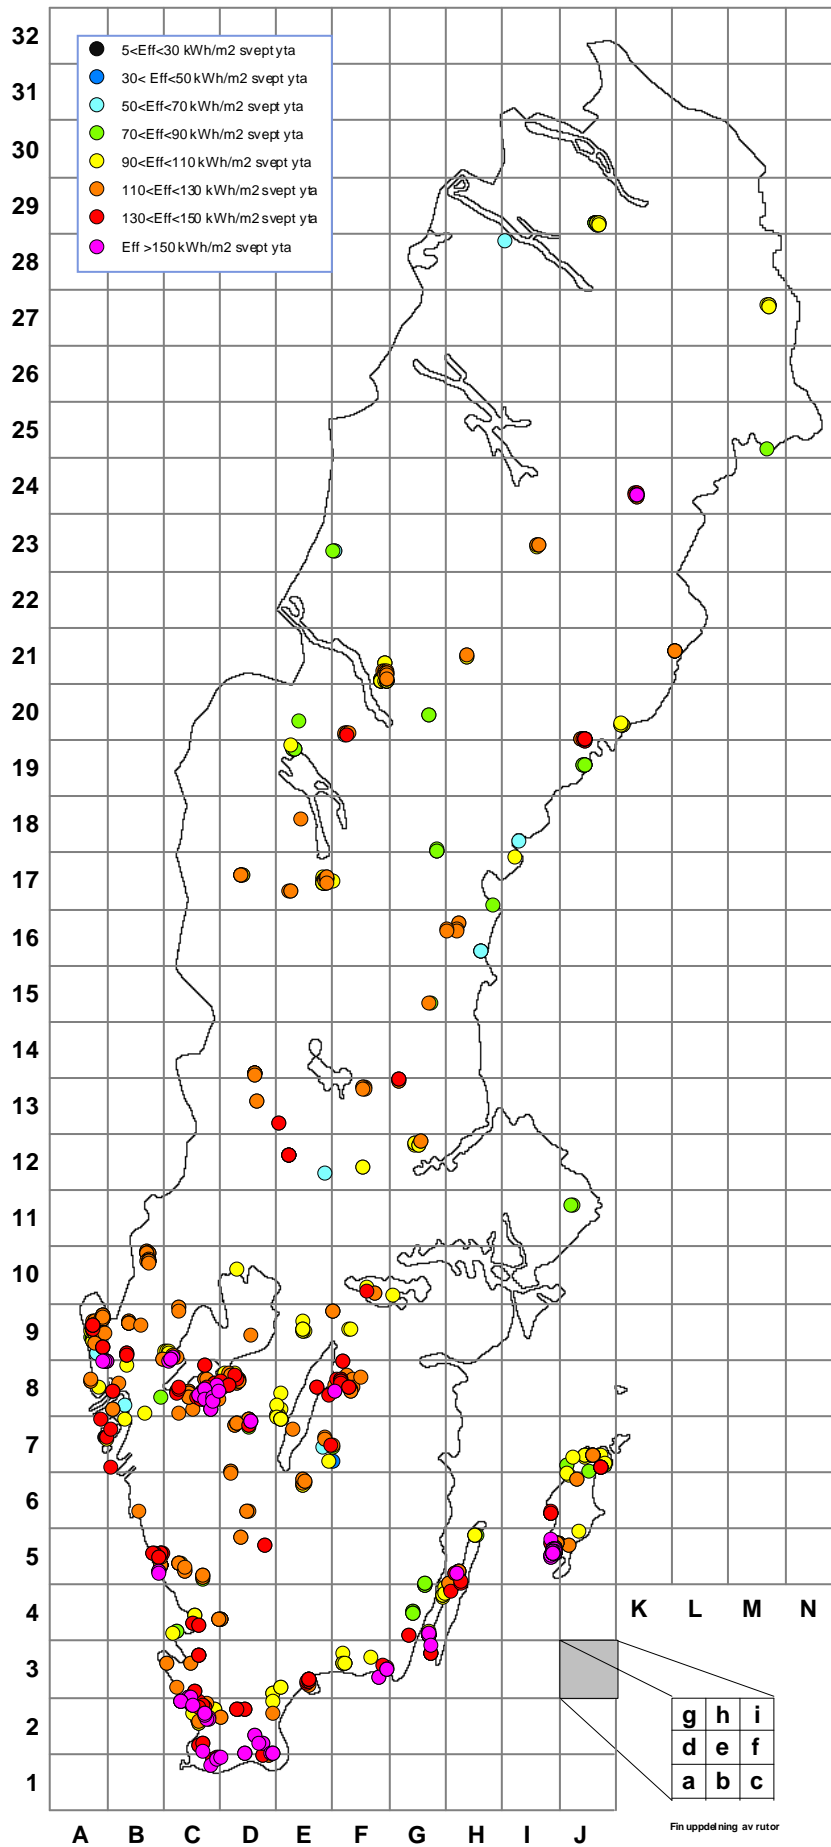 32
5<Eff<30 kWh/m2 svept yta
30< Eff<50 kWh/m2 svept yta
31
50<Eff<70 kWh/m2 svept yta
70<Eff<90 kWh/m2 svept yta
30
90<Eff<110 kWh/m2 svept yta
110<Eff<130 kWh/m2 svept yta
29
130<Eff<150 kWh/m2 svept yta
Eff >150 kWh/m2 svept yta
28
27
26
25
24
23
22
21
20
19
18
17
16
15
14
13
12
11
10
9
8
7
6
5
4
K L M N
3
g h i
2
d e f
a b c
1
Fin uppdelning av rutor
A B C D E F G H I J